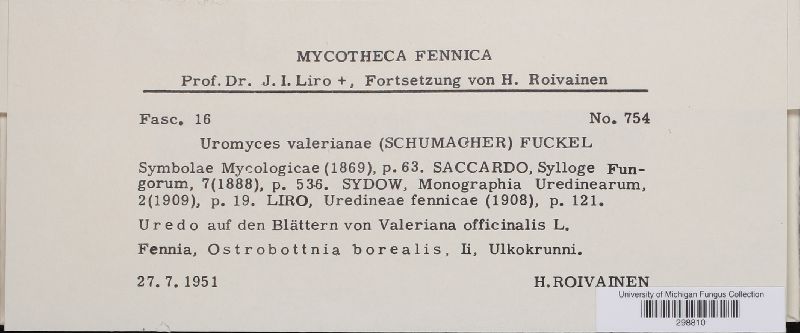 MYCOTHECA FENNICA
Prof. Dr. J. I. Liro +, Fortsetzung von H. Roivainen
Fasc. 16 No. 754
Uromyces valerianae (SCHUMACHER) FUCKEL
Symbolae Mycologicae (1869), p. 63. SACCARDO, Sylloge Fun-
gorum, 7(1888), p. 536. SYDOW, Monographia Uredinearum,
2(1909), p. 19. LIRO, Uredineae fennicae (1908), p. 121.
Uredo auf den Blättern von Valeriana officinalis L.
Fennia, Ostrobottnia borealis, Ii, Ulkokrunni.
27. 7. 1951 H. ROIVAINEN
University of Michigan Fungus Collection
298810